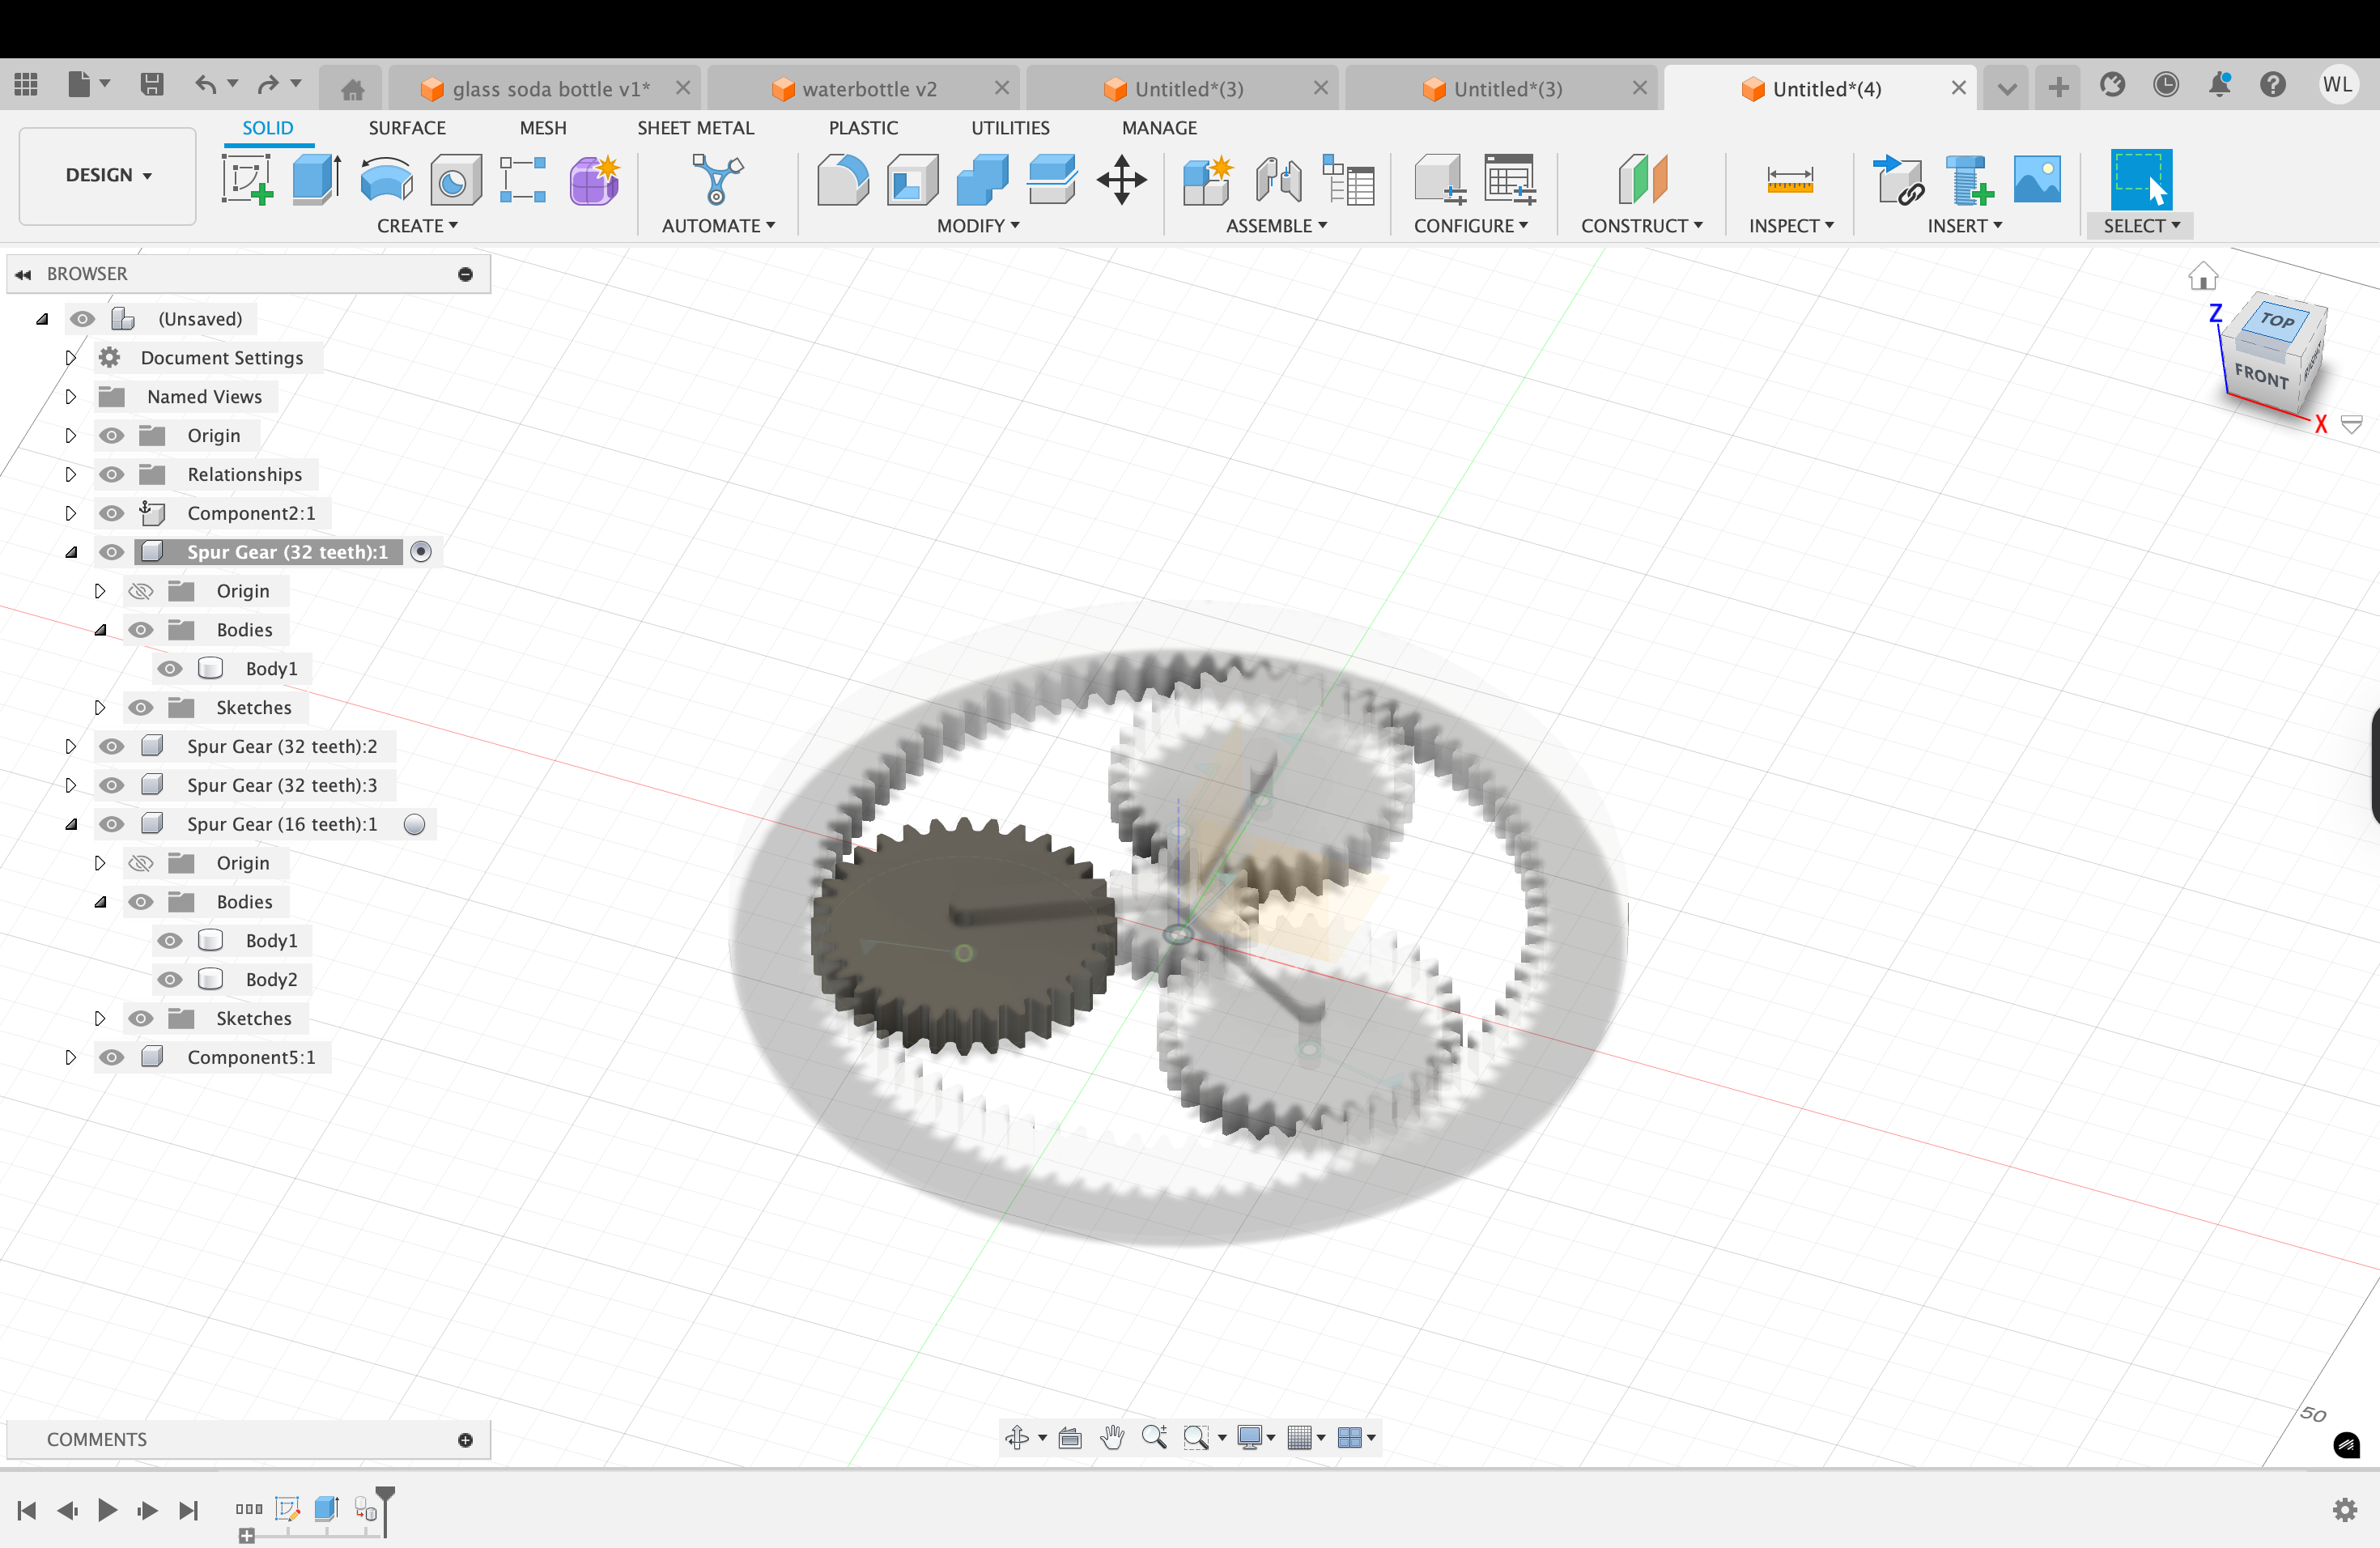 glass soda bottle v1*
waterbottle v2
Untitled*(3)
Untitled*(3)
Untitled*(4)
WL
DESIGN
SOLID
SURFACE
MESH
SHEET METAL
PLASTIC
UTILITIES
MANAGE
CREATE
AUTOMATE
MODIFY
ASSEMBLE
CONFIGURE
CONSTRUCT
INSPECT
INSERT
SELECT
BROWSER
(Unsaved)
Document Settings
Named Views
Origin
Relationships
Component2:1
Spur Gear (32 teeth):1
Origin
Bodies
Body1
Sketches
Spur Gear (32 teeth):2
Spur Gear (32 teeth):3
Spur Gear (16 teeth):1
Origin
Bodies
Body1
Body2
Sketches
Component5:1
Z
TOP
FRONT
RIGHT
X
50
COMMENTS